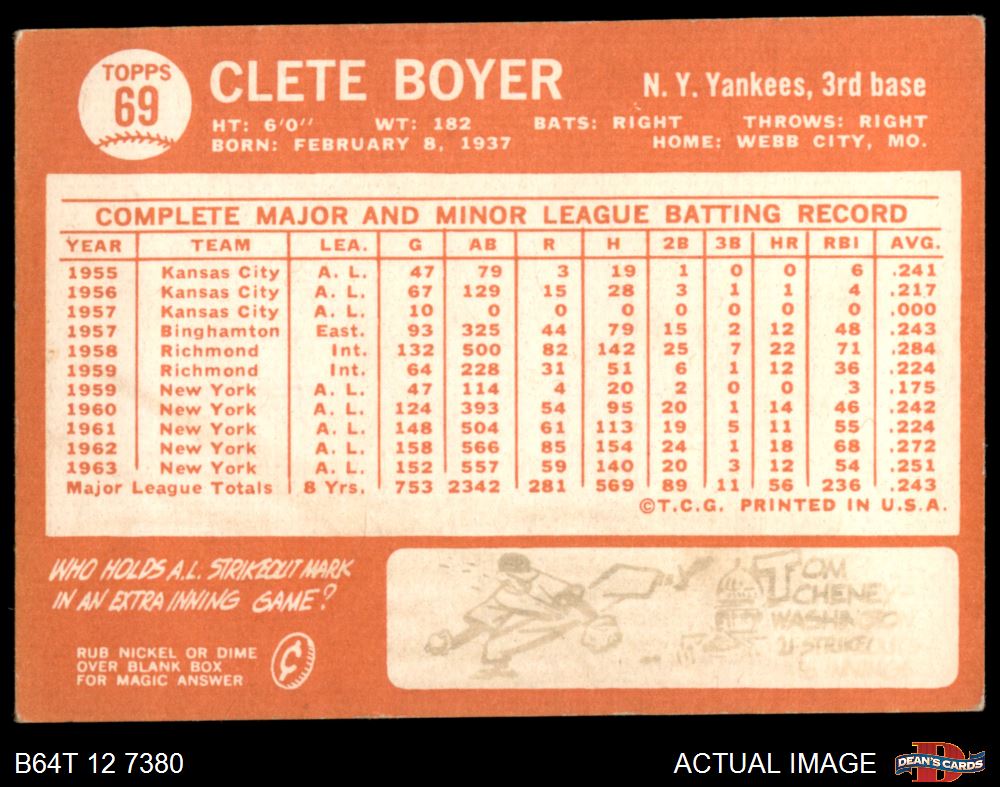 TOPPS
69
CLETE BOYER
N. Y. Yankees, 3rd base
HT: 6'0" WT: 182 BATS: RIGHT THROWS: RIGHT
BORN: FEBRUARY 8, 1937 HOME: WEBB CITY, MO.
COMPLETE MAJOR AND MINOR LEAGUE BATTING RECORD
YEAR TEAM LEA. G AB R H 2B 3B HR RBI AVG.
1955 Kansas City A. L. 47 79 3 19 1 0 0 6 .241
1956 Kansas City A. L. 67 129 15 28 3 1 1 4 .217
1957 Kansas City A. L. 10 0 0 0 0 0 0 0 .000
1957 Binghamton East. 93 325 44 79 15 2 12 48 .243
1958 Richmond Int. 132 500 82 142 25 7 22 71 .284
1959 Richmond Int. 64 228 31 51 6 1 12 36 .224
1959 New York A. L. 47 114 4 20 2 0 0 3 .175
1960 New York A. L. 124 393 54 95 20 1 14 46 .242
1961 New York A. L. 148 504 61 113 19 5 11 55 .224
1962 New York A. L. 158 566 85 154 24 1 18 68 .272
1963 New York A. L. 152 557 59 140 20 3 12 54 .251
Major League Totals 8 Yrs. 753 2342 281 569 89 11 56 236 .243
©T.C.G. PRINTED IN U.S.A.
WHO HOLDS A.L. STRIKEOUT MARK
IN AN EXTRA INNING GAME?
RUB NICKEL OR DIME
OVER BLANK BOX
FOR MAGIC ANSWER
¢
TOM
CHENEY
B64T 12 7380
ACTUAL IMAGE
D
DEAN'S CARDS